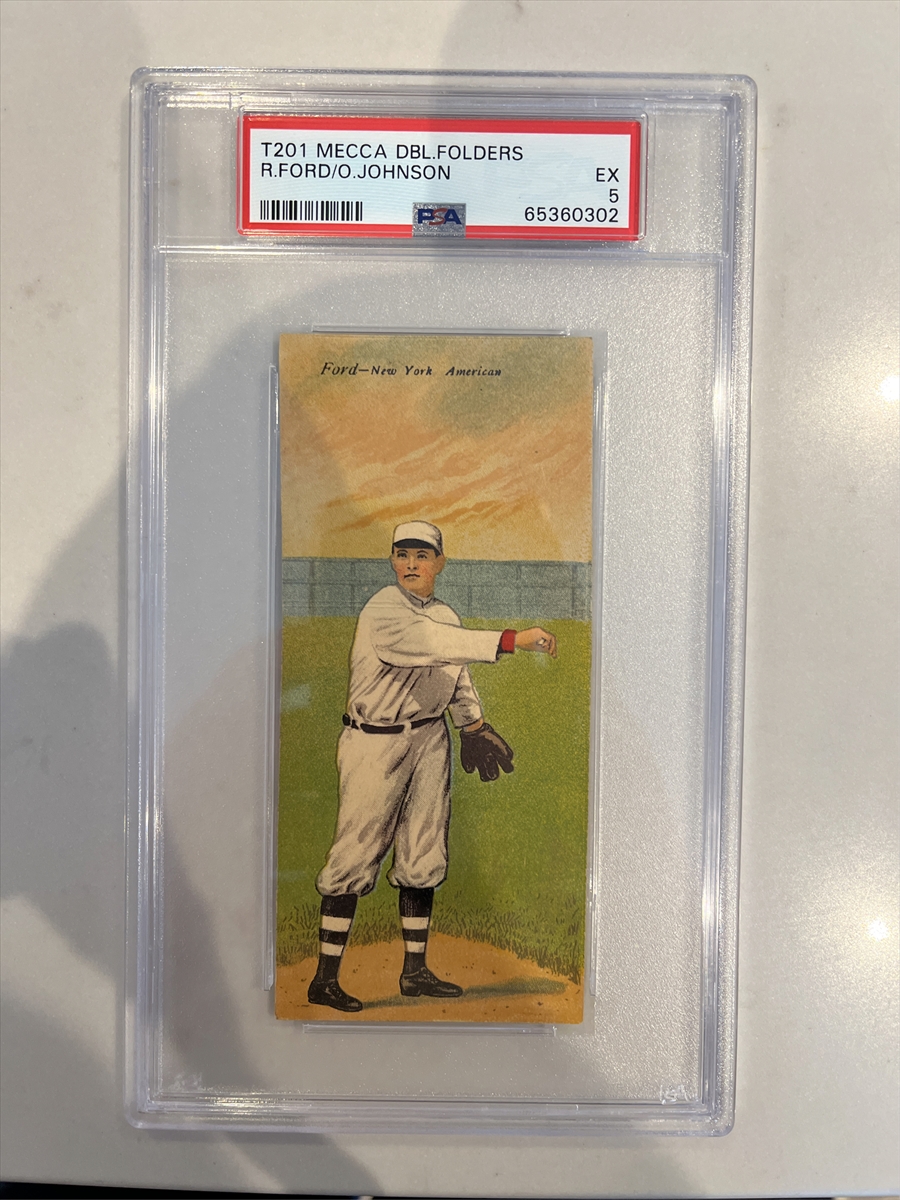 T201 MECCA DBL.FOLDERS
R.FORD/O.JOHNSON EX
5
PSA 65360302
Ford—New York American